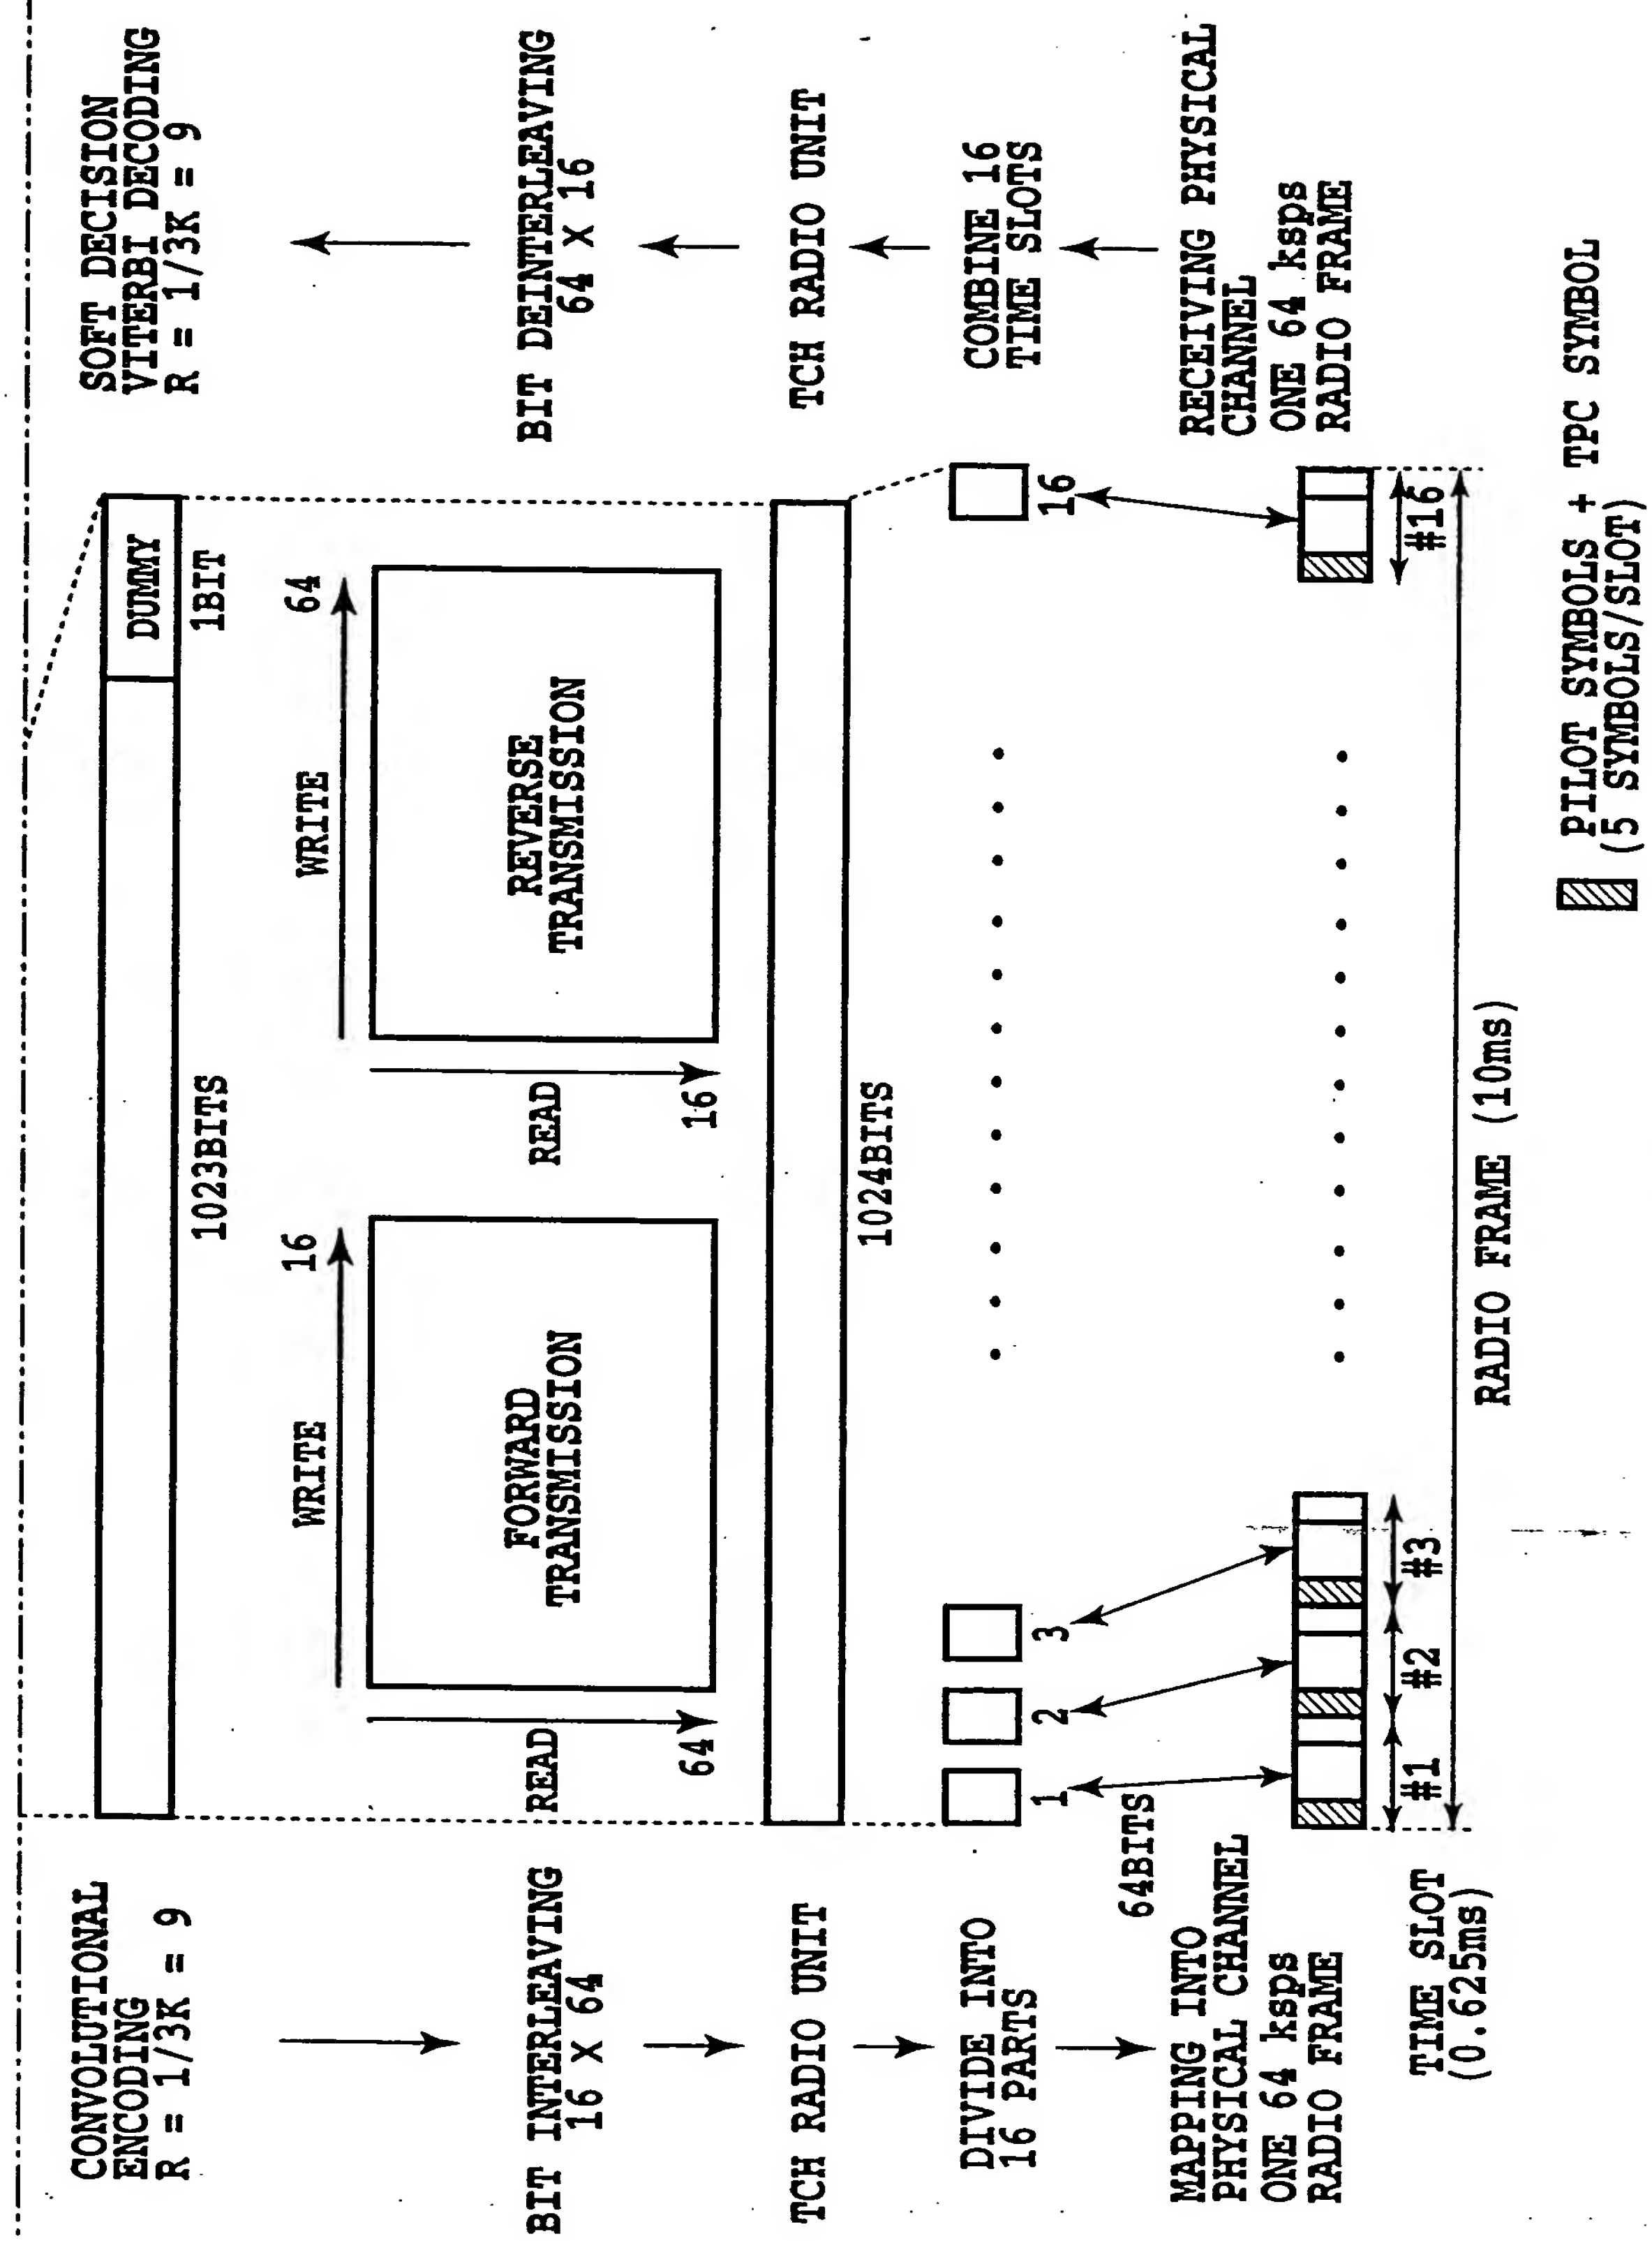 CONVOLUTIONAL
ENCODING
R = 1/3K = 9
1023BITS
DUMMY
1BIT
SOFT DECISION
VITERBI DECODING
R = 1/3K = 9
BIT INTERLEAVING
16 X 64
READ
64
WRITE
16
FORWARD
TRANSMISSION
READ
16
WRITE
64
REVERSE
TRANSMISSION
BIT DEINTERLEAVING
64 X 16
TCH RADIO UNIT
1024BITS
TCH RADIO UNIT
DIVIDE INTO
16 PARTS
1
2
3
16
COMBINE 16
TIME SLOTS
64BITS
MAPPING INTO
PHYSICAL CHANNEL
ONE 64 ksps
RADIO FRAME
RECEIVING PHYSICAL
CHANNEL
ONE 64 ksps
RADIO FRAME
TIME SLOT
(0.625ms)
#1
#2
#3
#16
RADIO FRAME (10ms)
PILOT SYMBOLS + TPC SYMBOL
(5 SYMBOLS/SLOT)